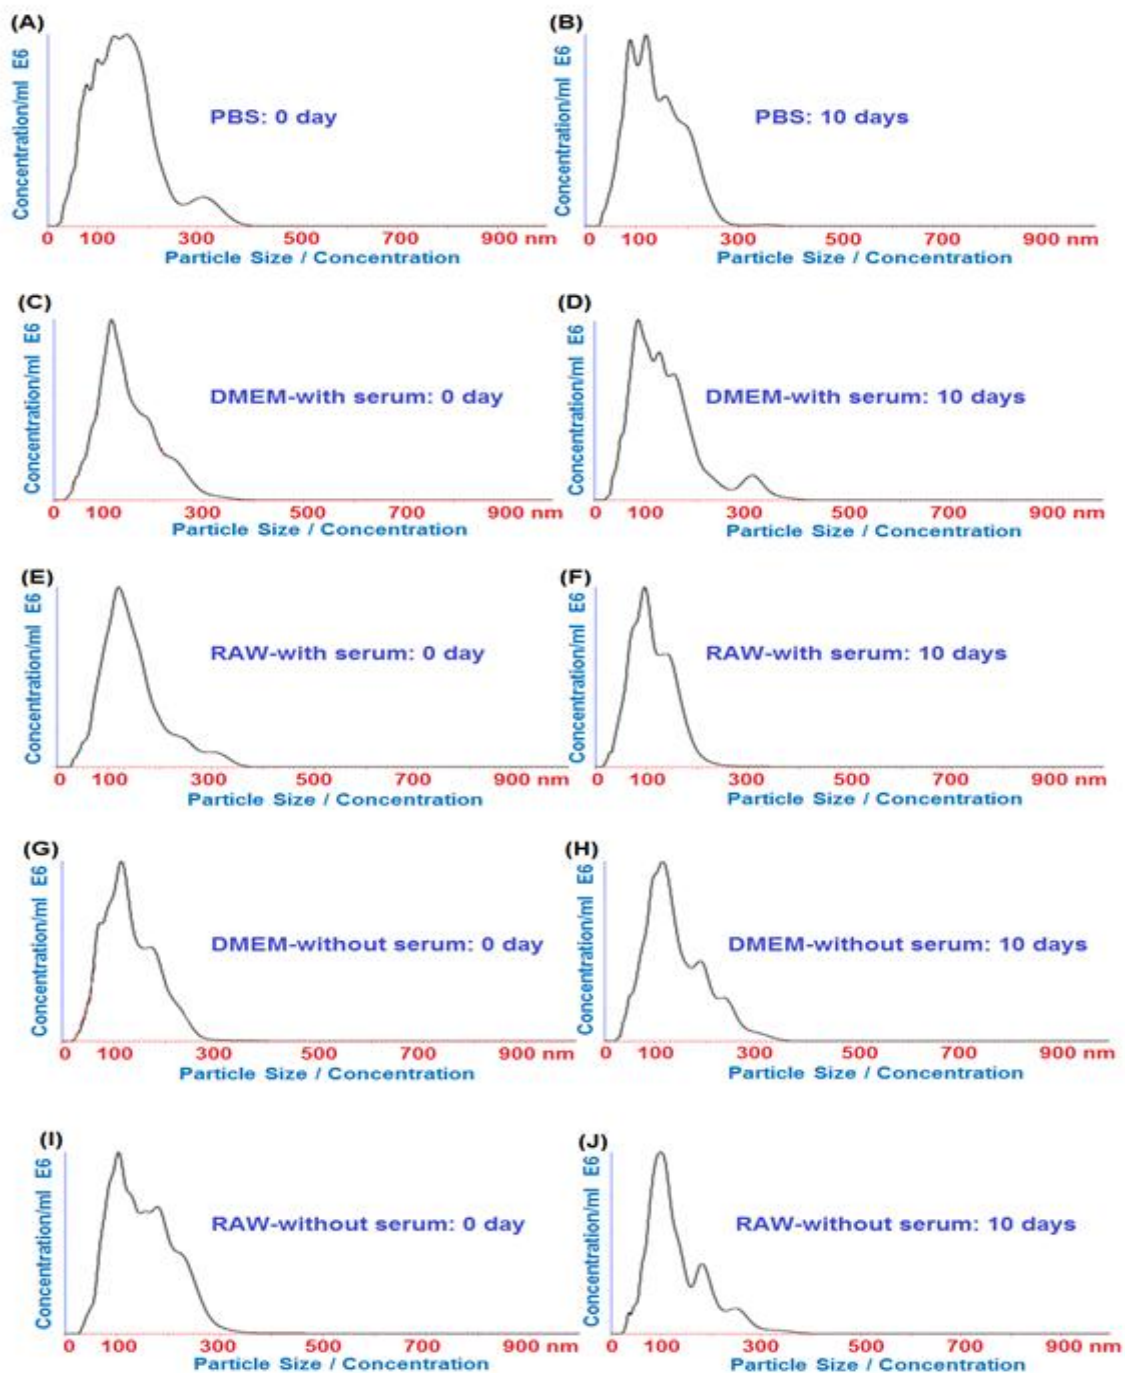 (A)
Concentration/ml E6
PBS: 0 day
0 100 300 500 700 900 nm
Particle Size / Concentration
(B)
Concentration/ml E6
PBS: 10 days
0 100 300 500 700 900 nm
Particle Size / Concentration
(C)
Concentration/ml E6
DMEM-with serum: 0 day
0 100 300 500 700 900 nm
Particle Size / Concentration
(D)
Concentration/ml E6
DMEM-with serum: 10 days
0 100 300 500 700 900 nm
Particle Size / Concentration
(E)
Concentration/ml E6
RAW-with serum: 0 day
0 100 300 500 700 900 nm
Particle Size / Concentration
(F)
Concentration/ml E6
RAW-with serum: 10 days
0 100 300 500 700 900 nm
Particle Size / Concentration
(G)
Concentration/ml E6
DMEM-without serum: 0 day
0 100 300 500 700 900 nm
Particle Size / Concentration
(H)
Concentration/ml E6
DMEM-without serum: 10 days
0 100 300 500 700 900 nm
Particle Size / Concentration
(I)
Concentration/ml E6
RAW-without serum: 0 day
0 100 300 500 700 900 nm
Particle Size / Concentration
(J)
Concentration/ml E6
RAW-without serum: 10 days
0 100 300 500 700 900 nm
Particle Size / Concentration